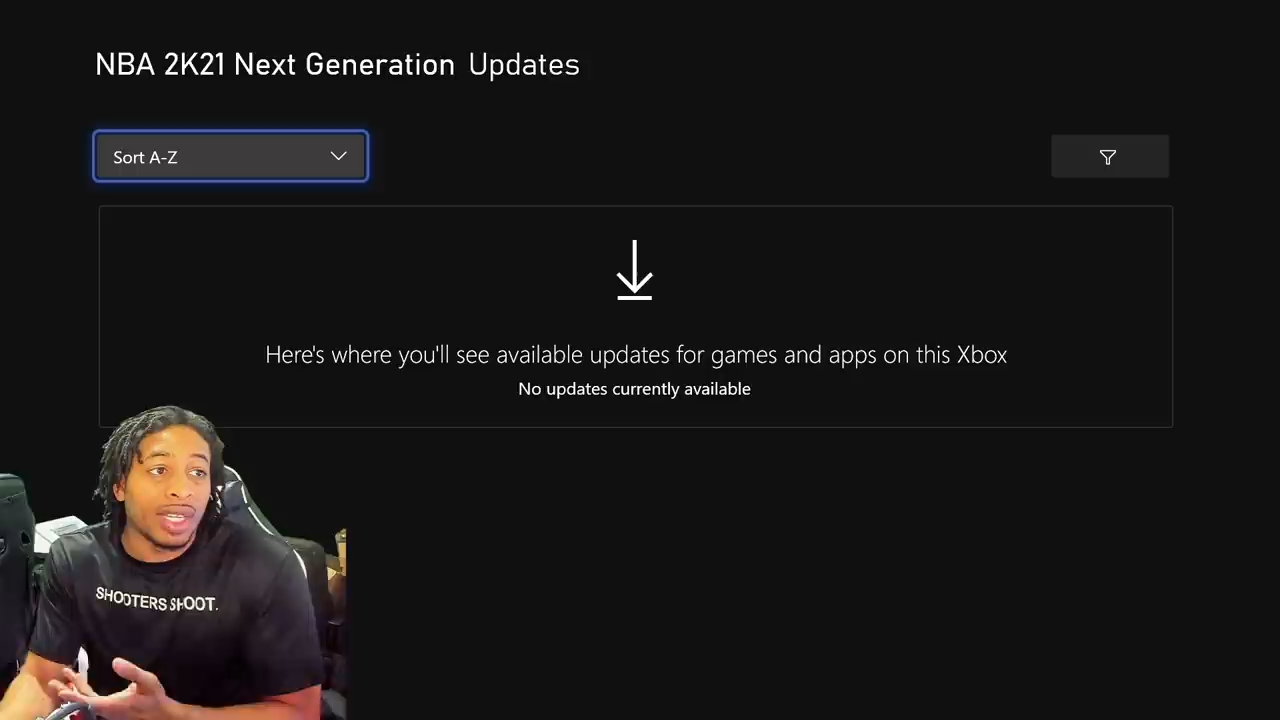 NBA 2K21 Next Generation Updates
Sort A-Z
Here's where you'll see available updates for games and apps on this Xbox
No updates currently available
SHOOTERS SHOOT.